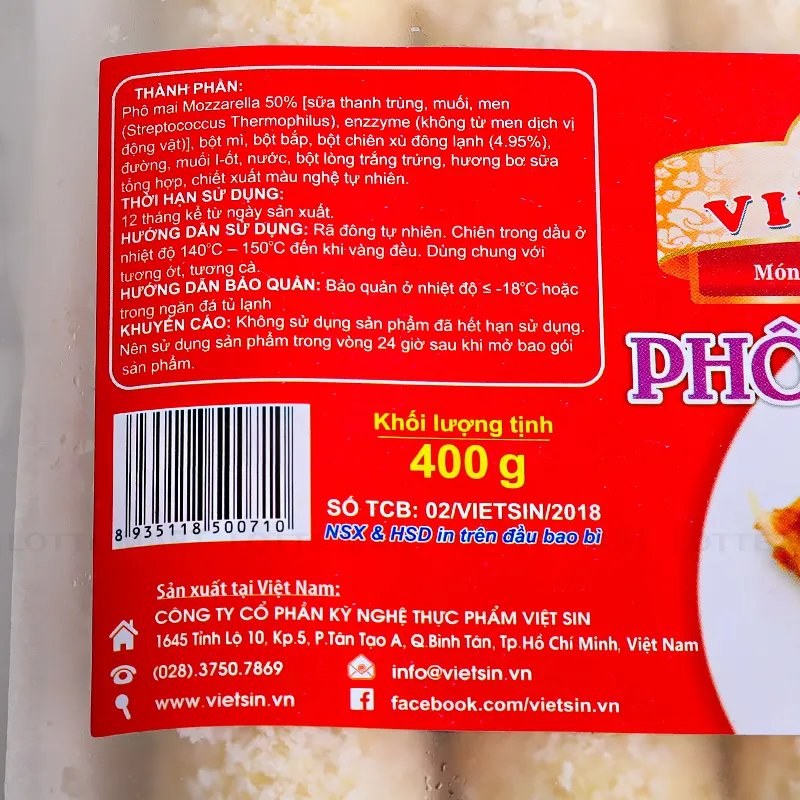 THÀNH PHẦN:
Phô mai Mozzarella 50% [sữa thanh trùng, muối, men
(Streptococcus Thermophilus), enzzyme (không từ men dịch vị
động vật)], bột mì, bột bắp, bột chiên xù đông lạnh (4.95%),
đường, muối I-ốt, nước, bột lòng trắng trứng, hương bơ sữa
tổng hợp, chiết xuất màu nghệ tự nhiên.
THỜI HẠN SỬ DỤNG:
12 tháng kể từ ngày sản xuất.
HƯỚNG DẪN SỬ DỤNG: Rã đông tự nhiên. Chiên trong dầu ở
nhiệt độ 140°C – 150°C đến khi vàng đều. Dùng chung với
tương ớt, tương cà.
HƯỚNG DẪN BẢO QUẢN: Bảo quản ở nhiệt độ ≤ -18°C hoặc
trong ngăn đá tủ lạnh
KHUYẾN CÁO: Không sử dụng sản phẩm đã hết hạn sử dụng.
Nên sử dụng sản phẩm trong vòng 24 giờ sau khi mở bao gói
sản phẩm.
VI
Món
PHÔ
Khối lượng tịnh
400 g
SỐ TCB: 02/VIETSIN/2018
NSX & HSD in trên đầu bao bì
8 935118 500710
Sản xuất tại Việt Nam:
CÔNG TY CỔ PHẦN KỸ NGHỆ THỰC PHẨM VIỆT SIN
1645 Tỉnh Lộ 10, Kp.5, P.Tân Tạo A, Q.Bình Tân, Tp.Hồ Chí Minh, Việt Nam
(028).3750.7869
info@vietsin.vn
www.vietsin.vn
facebook.com/vietsin.vn